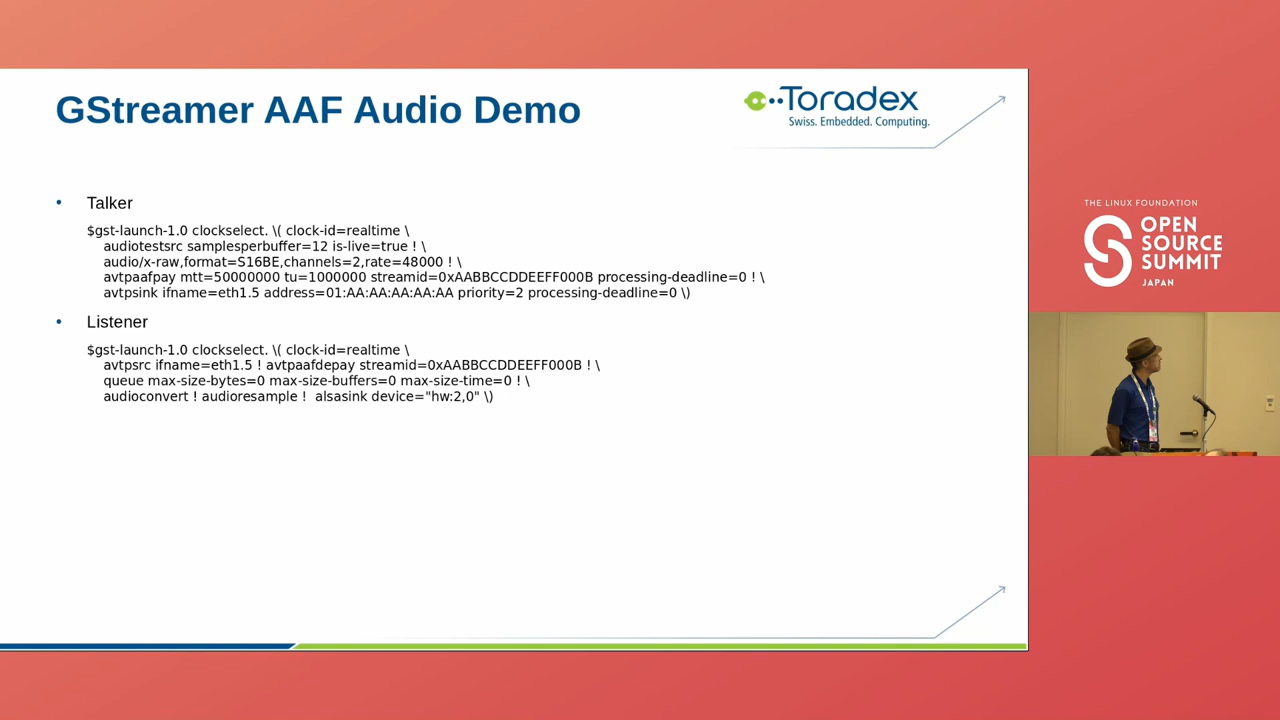 GStreamer AAF Audio Demo
Toradex
Swiss. Embedded. Computing.
• Talker
$gst-launch-1.0 clockselect. \( clock-id=realtime \
audiotestsrc samplesperbuffer=12 is-live=true ! \
audio/x-raw,format=S16BE,channels=2,rate=48000 ! \
avtpaafpay mtt=50000000 tu=1000000 streamid=0xAABBCCDDEEFF000B processing-deadline=0 ! \
avtpsink ifname=eth1.5 address=01:AA:AA:AA:AA:AA priority=2 processing-deadline=0 \)
• Listener
$gst-launch-1.0 clockselect. \( clock-id=realtime \
avtpsrc ifname=eth1.5 ! avtpaafdepay streamid=0xAABBCCDDEEFF000B ! \
queue max-size-bytes=0 max-size-buffers=0 max-size-time=0 ! \
audioconvert ! audioresample ! alsasink device="hw:2,0" \)
THE LINUX FOUNDATION
OPEN
SOURCE
SUMMIT
JAPAN